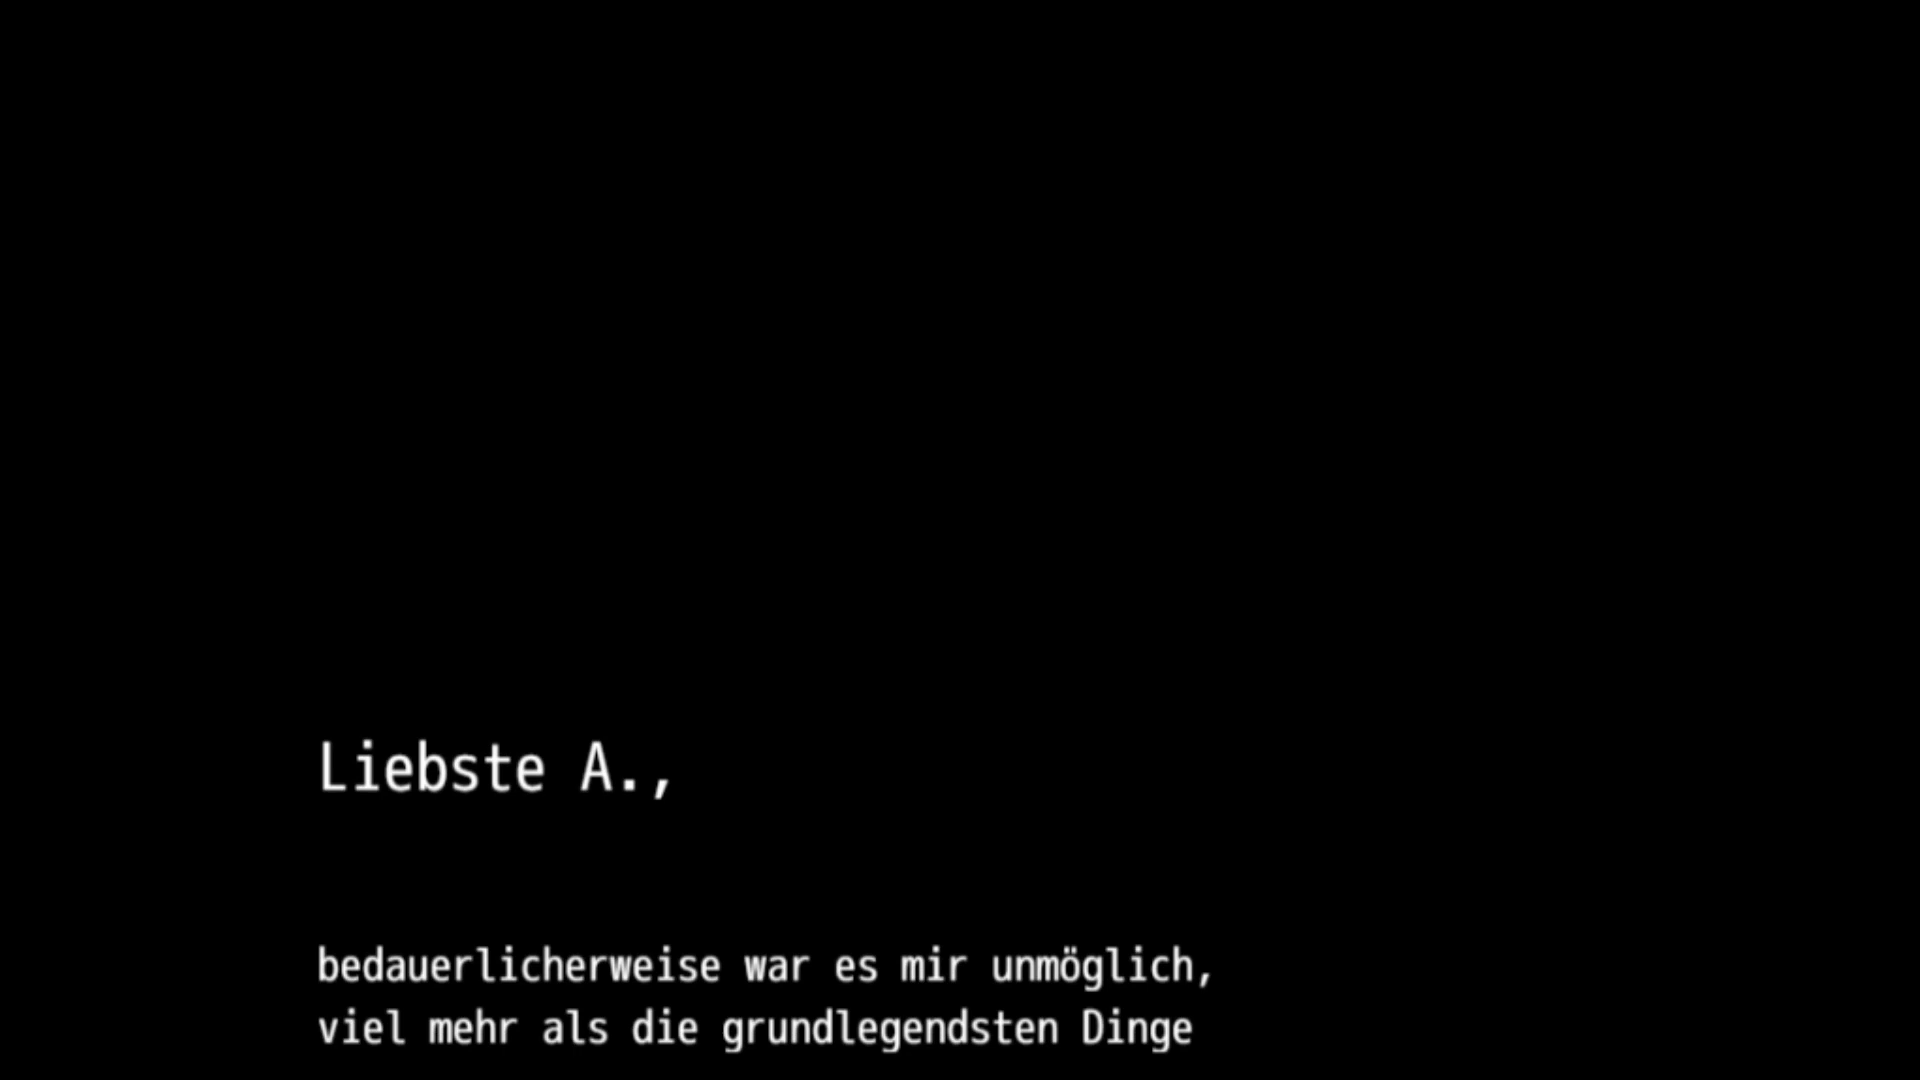 Liebste A.,
bedauerlicherweise war es mir unmöglich,
viel mehr als die grundlegendsten Dinge